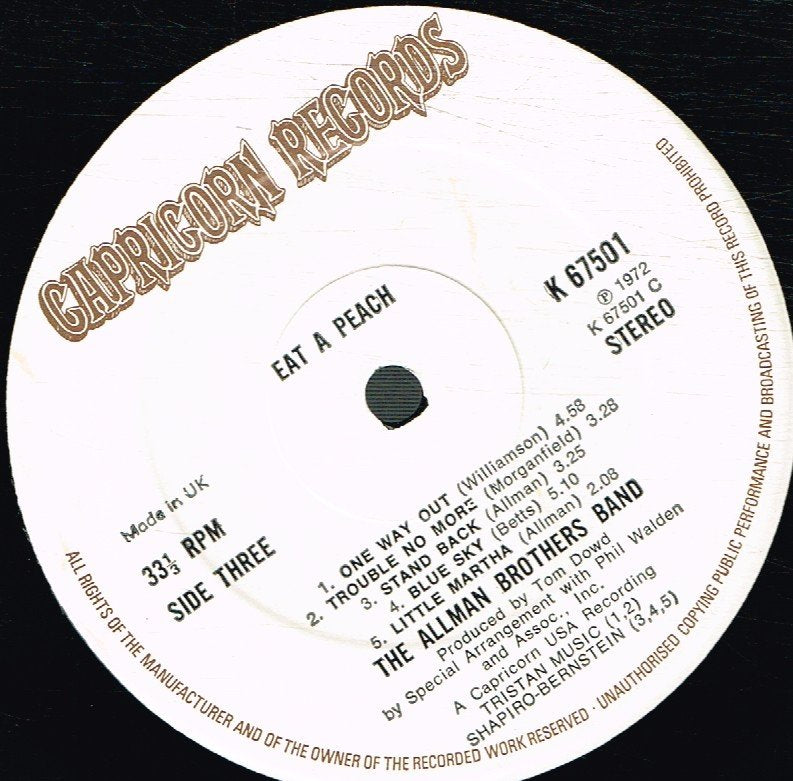 CAPRICORN RECORDS
EAT A PEACH
K 67501
℗ 1972
K 67501 C
STEREO
Made in UK
33⅓ RPM
SIDE THREE
1. ONE WAY OUT (Williamson) 4.58
2. TROUBLE NO MORE (Morganfield) 3.28
3. STAND BACK (Allman) 3.25
4. BLUE SKY (Betts) 5.10
5. LITTLE MARTHA (Allman) 2.08
THE ALLMAN BROTHERS BAND
Produced by Tom Dowd
by Special Arrangement with Phil Walden
and Assoc., Inc.
A Capricorn USA Recording
TRISTAN MUSIC (1,2)
SHAPIRO-BERNSTEIN (3,4,5)
ALL RIGHTS OF THE MANUFACTURER AND OF THE OWNER OF THE RECORDED WORK RESERVED · UNAUTHORISED COPYING PUBLIC PERFORMANCE AND BROADCASTING OF THIS RECORD PROHIBITED